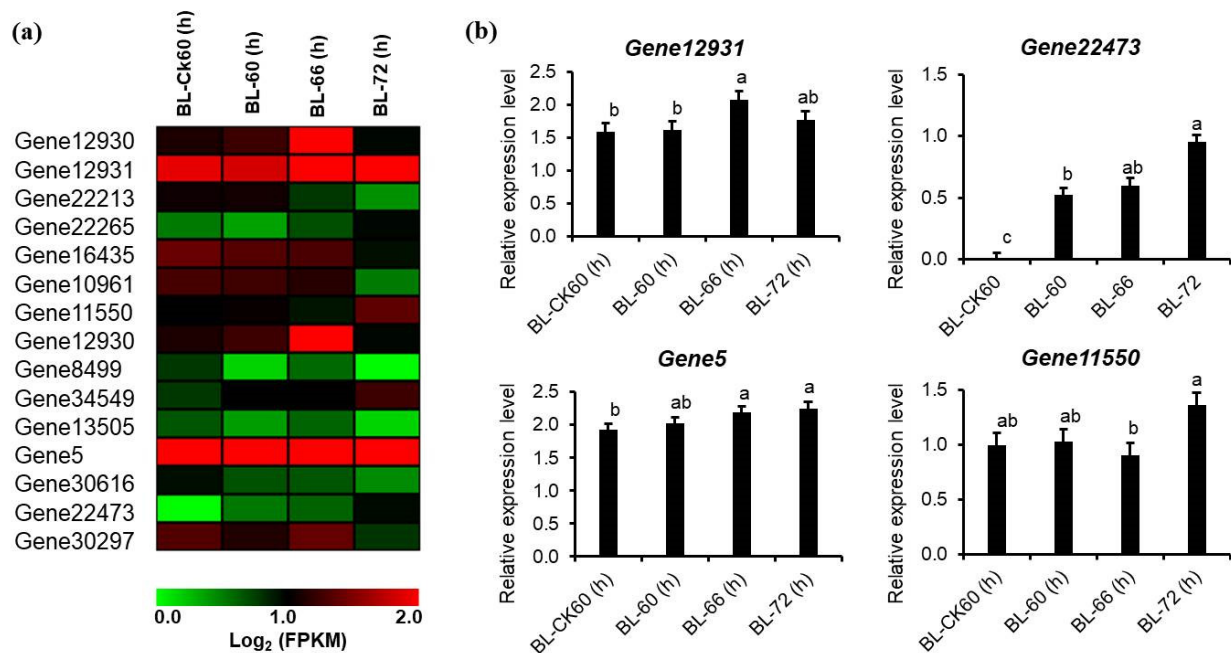 (a)
BL-Ck60 (h)
BL-60 (h)
BL-66 (h)
BL-72 (h)
Gene12930
Gene12931
Gene22213
Gene22265
Gene16435
Gene10961
Gene11550
Gene12930
Gene8499
Gene34549
Gene13505
Gene5
Gene30616
Gene22473
Gene30297
0.0 1.0 2.0
Log2 (FPKM)
(b)
Gene12931
Relative expression level
2.5
2.0
1.5
1.0
0.5
0.0
b b a ab
BL-CK60 (h)
BL-60 (h)
BL-66 (h)
BL-72 (h)
Gene22473
Relative expression level
1.5
1.0
0.5
0.0
c b ab a
BL-CK60
BL-60
BL-66
BL-72
Gene5
Relative expression level
2.5
2.0
1.5
1.0
0.5
0.0
b ab a a
BL-CK60 (h)
BL-60 (h)
BL-66 (h)
BL-72 (h)
Gene11550
Relative expression level
1.5
1.0
0.5
0.0
ab ab b a
BL-CK60 (h)
BL-60 (h)
BL-66 (h)
BL-72 (h)